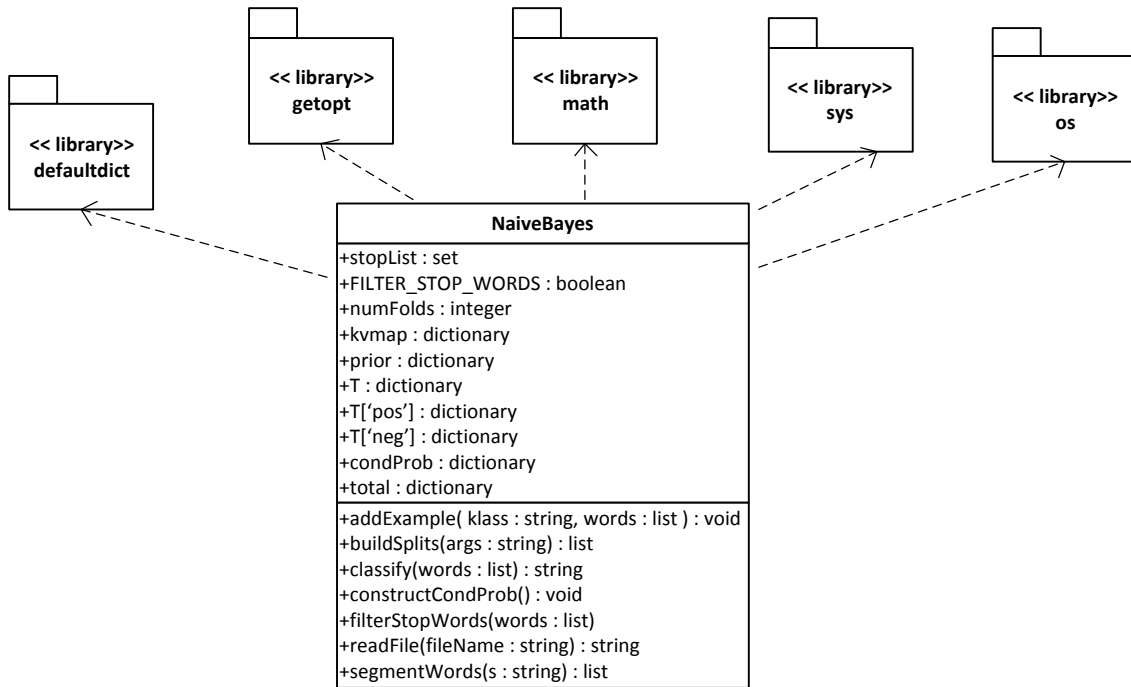 << library>>
getopt
<< library>>
math
<< library>>
sys
<< library>>
os
<< library>>
defaultdict
NaiveBayes
+stopList : set
+FILTER_STOP_WORDS : boolean
+numFolds : integer
+kvmap : dictionary
+prior : dictionary
+T : dictionary
+T[‘pos’] : dictionary
+T[‘neg’] : dictionary
+condProb : dictionary
+total : dictionary
+addExample( klass : string, words : list ) : void
+buildSplits(args : string) : list
+classify(words : list) : string
+constructCondProb() : void
+filterStopWords(words : list)
+readFile(fileName : string) : string
+segmentWords(s : string) : list